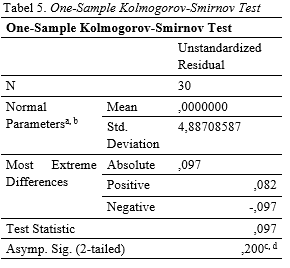 Tabel 5. One-Sample Kolmogorov-Smirnov Test
One-Sample Kolmogorov-Smirnov Test
Unstandardized
Residual
N 30
Normal Parametersa, b Mean ,0000000
Std. Deviation 4,88708587
Most Extreme Differences Absolute ,097
Positive ,082
Negative -,097
Test Statistic ,097
Asymp. Sig. (2-tailed) ,200c, d